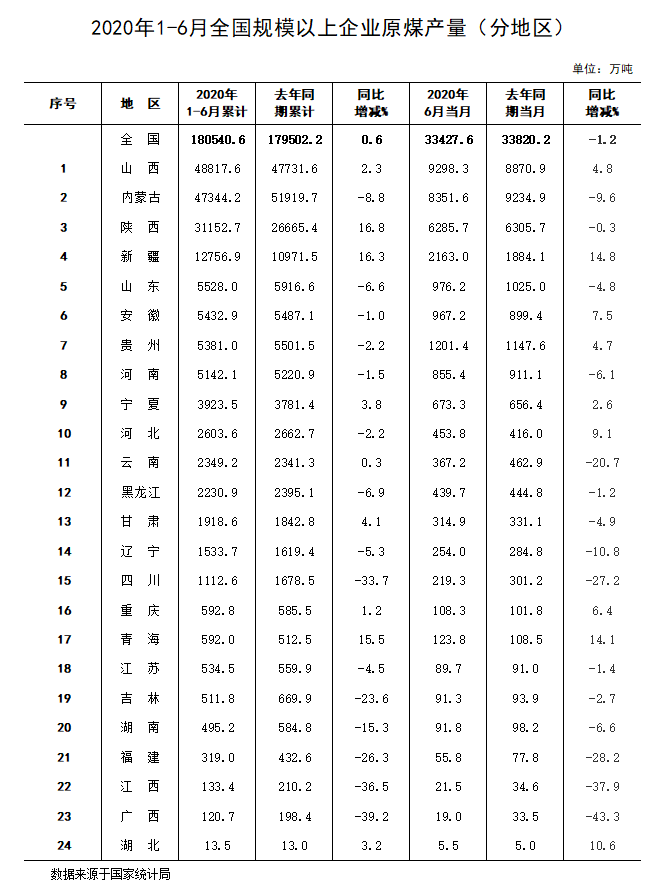 2020年1-6月全国规模以上企业原煤产量（分地区）
单位：万吨
序号 地 区 2020年 1-6月累计 去年同 期累计 同比 增减% 2020年 6月当月 去年同 期当月 同比 增减%
全 国 180540.6 179502.2 0.6 33427.6 33820.2 -1.2
1 山 西 48817.6 47731.6 2.3 9298.3 8870.9 4.8
2 内蒙古 47344.2 51919.7 -8.8 8351.6 9234.9 -9.6
3 陕 西 31152.7 26665.4 16.8 6285.7 6305.7 -0.3
4 新 疆 12756.9 10971.5 16.3 2163.0 1884.1 14.8
5 山 东 5528.0 5916.6 -6.6 976.2 1025.0 -4.8
6 安 徽 5432.9 5487.1 -1.0 967.2 899.4 7.5
7 贵 州 5381.0 5501.5 -2.2 1201.4 1147.6 4.7
8 河 南 5142.1 5220.9 -1.5 855.4 911.1 -6.1
9 宁 夏 3923.5 3781.4 3.8 673.3 656.4 2.6
10 河 北 2603.6 2662.7 -2.2 453.8 416.0 9.1
11 云 南 2349.2 2341.3 0.3 367.2 462.9 -20.7
12 黑龙江 2230.9 2395.1 -6.9 439.7 444.8 -1.2
13 甘 肃 1918.6 1842.8 4.1 314.9 331.1 -4.9
14 辽 宁 1533.7 1619.4 -5.3 254.0 284.8 -10.8
15 四 川 1112.6 1678.5 -33.7 219.3 301.2 -27.2
16 重 庆 592.8 585.5 1.2 108.3 101.8 6.4
17 青 海 592.0 512.5 15.5 123.8 108.5 14.1
18 江 苏 534.5 559.9 -4.5 89.7 91.0 -1.4
19 吉 林 511.8 669.9 -23.6 91.3 93.9 -2.7
20 湖 南 495.2 584.8 -15.3 91.8 98.2 -6.6
21 福 建 319.0 432.6 -26.3 55.8 77.8 -28.2
22 江 西 133.4 210.2 -36.5 21.5 34.6 -37.9
23 广 西 120.7 198.4 -39.2 19.0 33.5 -43.3
24 湖 北 13.5 13.0 3.2 5.5 5.0 10.6
数据来源于国家统计局